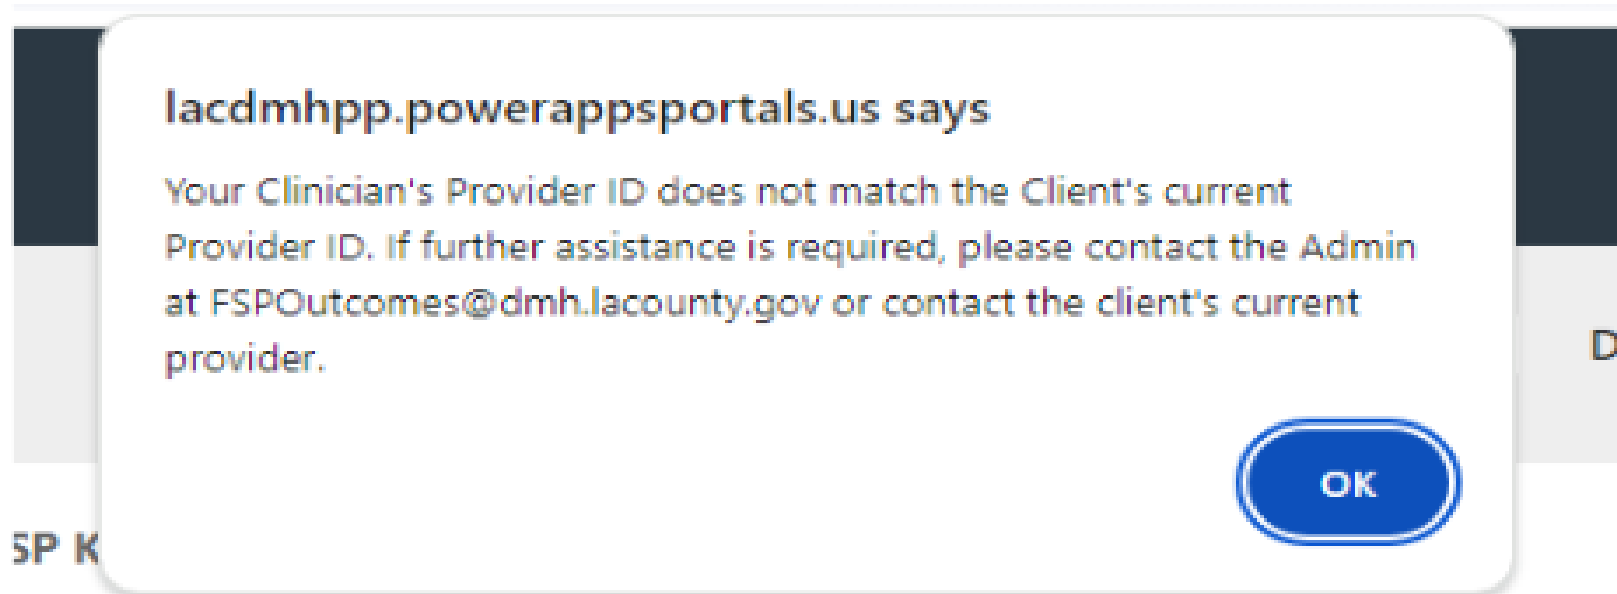 lacdmhpp.powerappsportals.us says
Your Clinician's Provider ID does not match the Client's current
Provider ID. If further assistance is required, please contact the Admin
at FSPOutcomes@dmh.lacounty.gov or contact the client's current
provider.
D
OK
SP K